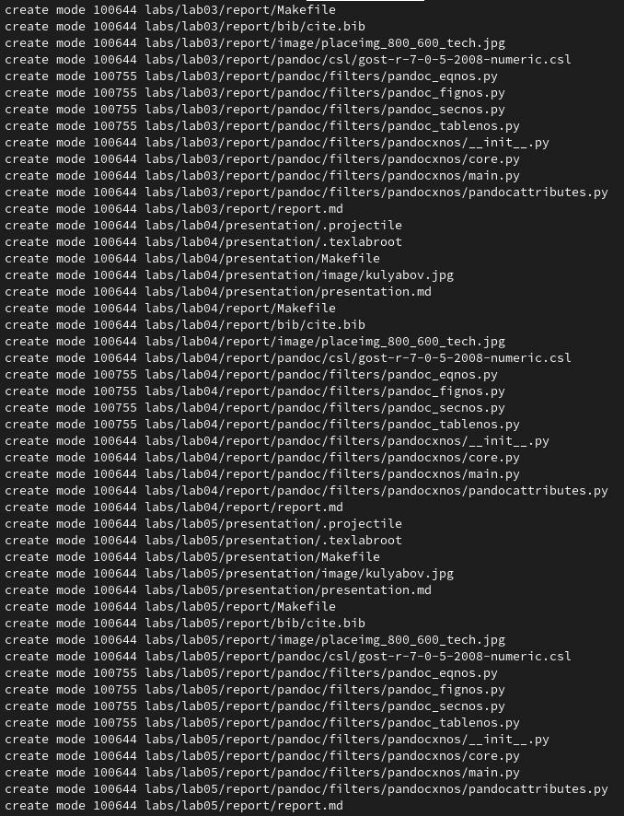 create mode 100644 labs/lab03/report/Makefile
create mode 100644 labs/lab03/report/bib/cite.bib
create mode 100644 labs/lab03/report/image/placeimg_800_600_tech.jpg
create mode 100644 labs/lab03/report/pandoc/csl/gost-r-7-0-5-2008-numeric.csl
create mode 100755 labs/lab03/report/pandoc/filters/pandoc_eqnos.py
create mode 100755 labs/lab03/report/pandoc/filters/pandoc_fignos.py
create mode 100755 labs/lab03/report/pandoc/filters/pandoc_secnos.py
create mode 100755 labs/lab03/report/pandoc/filters/pandoc_tablenos.py
create mode 100644 labs/lab03/report/pandoc/filters/pandocxnos/__init__.py
create mode 100644 labs/lab03/report/pandoc/filters/pandocxnos/core.py
create mode 100644 labs/lab03/report/pandoc/filters/pandocxnos/main.py
create mode 100644 labs/lab03/report/pandoc/filters/pandocxnos/pandocattributes.py
create mode 100644 labs/lab03/report/report.md
create mode 100644 labs/lab04/presentation/.projectile
create mode 100644 labs/lab04/presentation/.texlabroot
create mode 100644 labs/lab04/presentation/Makefile
create mode 100644 labs/lab04/presentation/image/kulyabov.jpg
create mode 100644 labs/lab04/presentation/presentation.md
create mode 100644 labs/lab04/report/Makefile
create mode 100644 labs/lab04/report/bib/cite.bib
create mode 100644 labs/lab04/report/image/placeimg_800_600_tech.jpg
create mode 100644 labs/lab04/report/pandoc/csl/gost-r-7-0-5-2008-numeric.csl
create mode 100755 labs/lab04/report/pandoc/filters/pandoc_eqnos.py
create mode 100755 labs/lab04/report/pandoc/filters/pandoc_fignos.py
create mode 100755 labs/lab04/report/pandoc/filters/pandoc_secnos.py
create mode 100755 labs/lab04/report/pandoc/filters/pandoc_tablenos.py
create mode 100644 labs/lab04/report/pandoc/filters/pandocxnos/__init__.py
create mode 100644 labs/lab04/report/pandoc/filters/pandocxnos/core.py
create mode 100644 labs/lab04/report/pandoc/filters/pandocxnos/main.py
create mode 100644 labs/lab04/report/pandoc/filters/pandocxnos/pandocattributes.py
create mode 100644 labs/lab04/report/report.md
create mode 100644 labs/lab05/presentation/.projectile
create mode 100644 labs/lab05/presentation/.texlabroot
create mode 100644 labs/lab05/presentation/Makefile
create mode 100644 labs/lab05/presentation/image/kulyabov.jpg
create mode 100644 labs/lab05/presentation/presentation.md
create mode 100644 labs/lab05/report/Makefile
create mode 100644 labs/lab05/report/bib/cite.bib
create mode 100644 labs/lab05/report/image/placeimg_800_600_tech.jpg
create mode 100644 labs/lab05/report/pandoc/csl/gost-r-7-0-5-2008-numeric.csl
create mode 100755 labs/lab05/report/pandoc/filters/pandoc_eqnos.py
create mode 100755 labs/lab05/report/pandoc/filters/pandoc_fignos.py
create mode 100755 labs/lab05/report/pandoc/filters/pandoc_secnos.py
create mode 100755 labs/lab05/report/pandoc/filters/pandoc_tablenos.py
create mode 100644 labs/lab05/report/pandoc/filters/pandocxnos/__init__.py
create mode 100644 labs/lab05/report/pandoc/filters/pandocxnos/core.py
create mode 100644 labs/lab05/report/pandoc/filters/pandocxnos/main.py
create mode 100644 labs/lab05/report/pandoc/filters/pandocxnos/pandocattributes.py
create mode 100644 labs/lab05/report/report.md